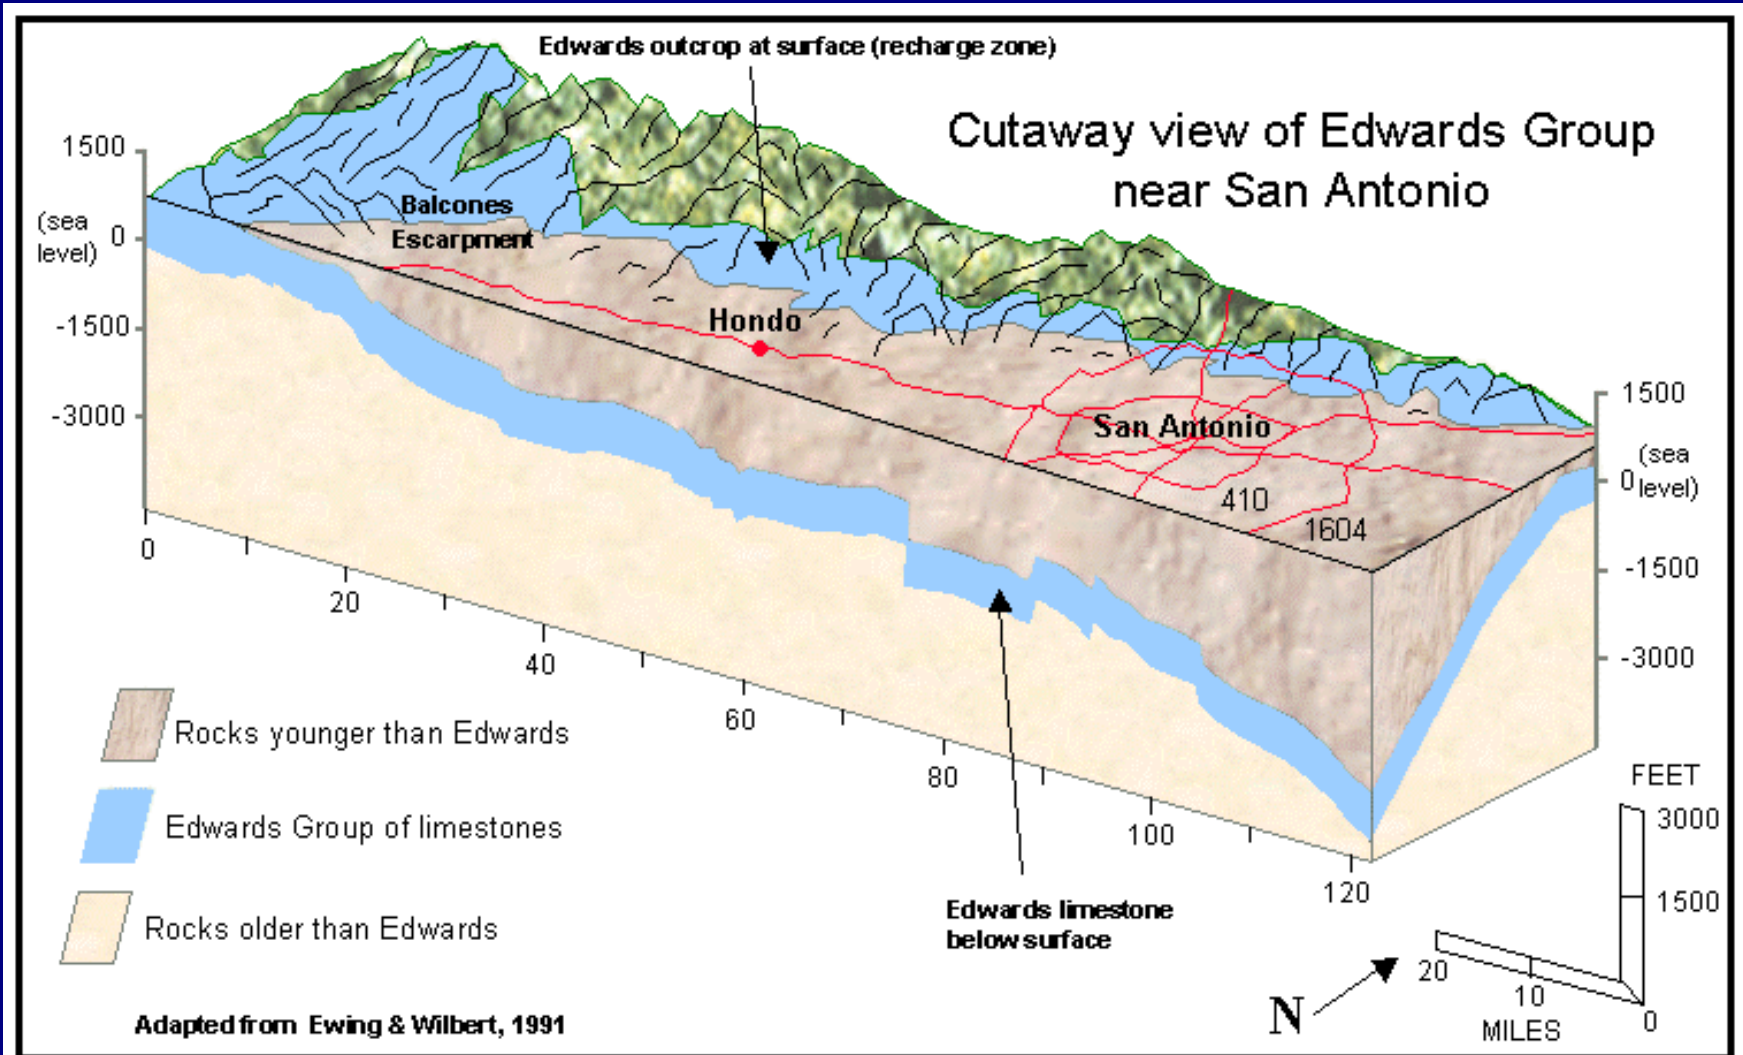 Edwards outcrop at surface (recharge zone)
Cutaway view of Edwards Group
near San Antonio
1500
(sea
level)
0
-1500
-3000
Balcones
Escarpment
Hondo
San Antonio
410
1604
1500
(sea
level)
0
-1500
-3000
0
20
40
60
80
100
120
Rocks younger than Edwards
Edwards Group of limestones
Rocks older than Edwards
Edwards limestone
below surface
FEET
3000
1500
20
10
0
MILES
N
Adapted from Ewing & Wilbert, 1991